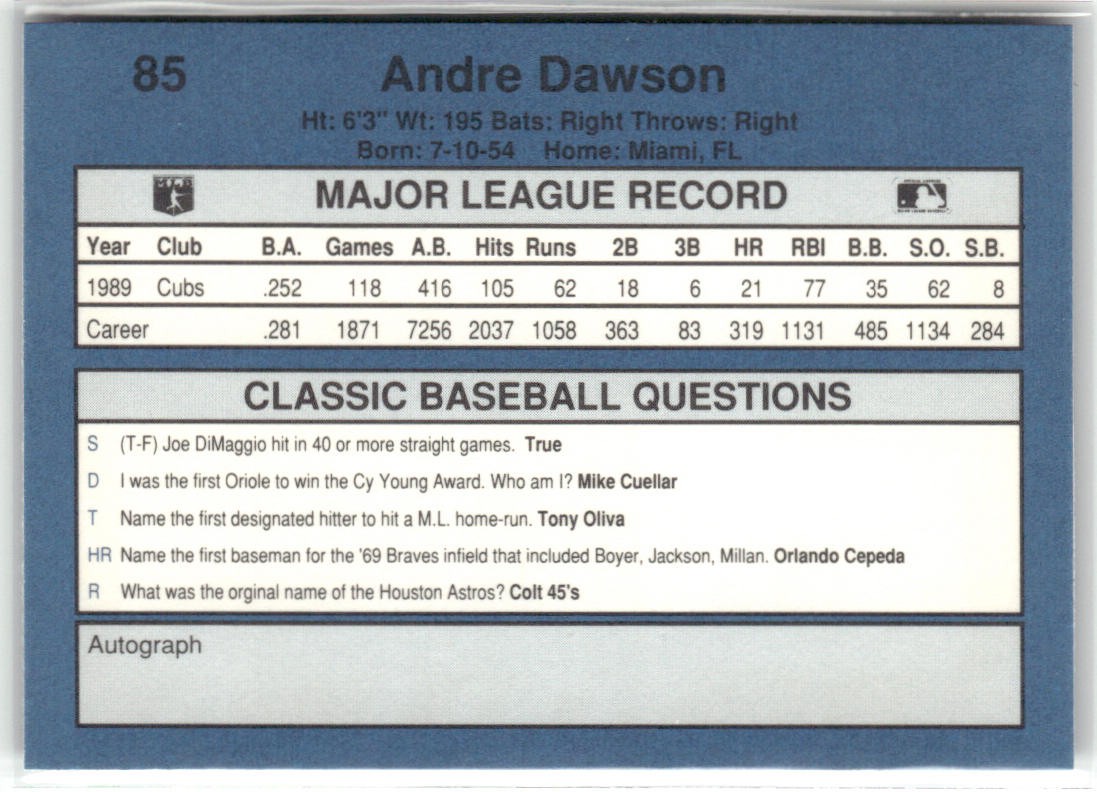 85 Andre Dawson
Ht: 6'3" Wt: 195 Bats: Right Throws: Right
Born: 7-10-54 Home: Miami, FL
MAJOR LEAGUE RECORD
Year Club B.A. Games A.B. Hits Runs 2B 3B HR RBI B.B. S.O. S.B.
1989 Cubs .252 118 416 105 62 18 6 21 77 35 62 8
Career .281 1871 7256 2037 1058 363 83 319 1131 485 1134 284
CLASSIC BASEBALL QUESTIONS
S (T-F) Joe DiMaggio hit in 40 or more straight games. True
D I was the first Oriole to win the Cy Young Award. Who am I? Mike Cuellar
T Name the first designated hitter to hit a M.L. home-run. Tony Oliva
HR Name the first baseman for the '69 Braves infield that included Boyer, Jackson, Millan. Orlando Cepeda
R What was the orginal name of the Houston Astros? Colt 45's
Autograph